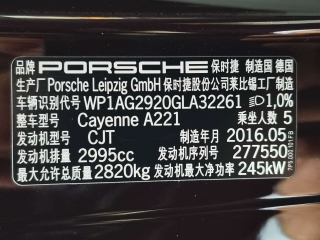 品牌 PORSCHE 保时捷 制造国 德国
生产厂 Porsche Leipzig GmbH 保时捷股份公司莱比锡工厂制造
车辆识别代号 WP1AG2920GLA32261 1,0%
整车型号 Cayenne A221 乘坐人数 5
发动机型号 CJT 制造年月 2016.05
发动机排量 2995cc 发动机序列号 277550
最大允许总质量 2820kg 发动机最大净功率 245kW